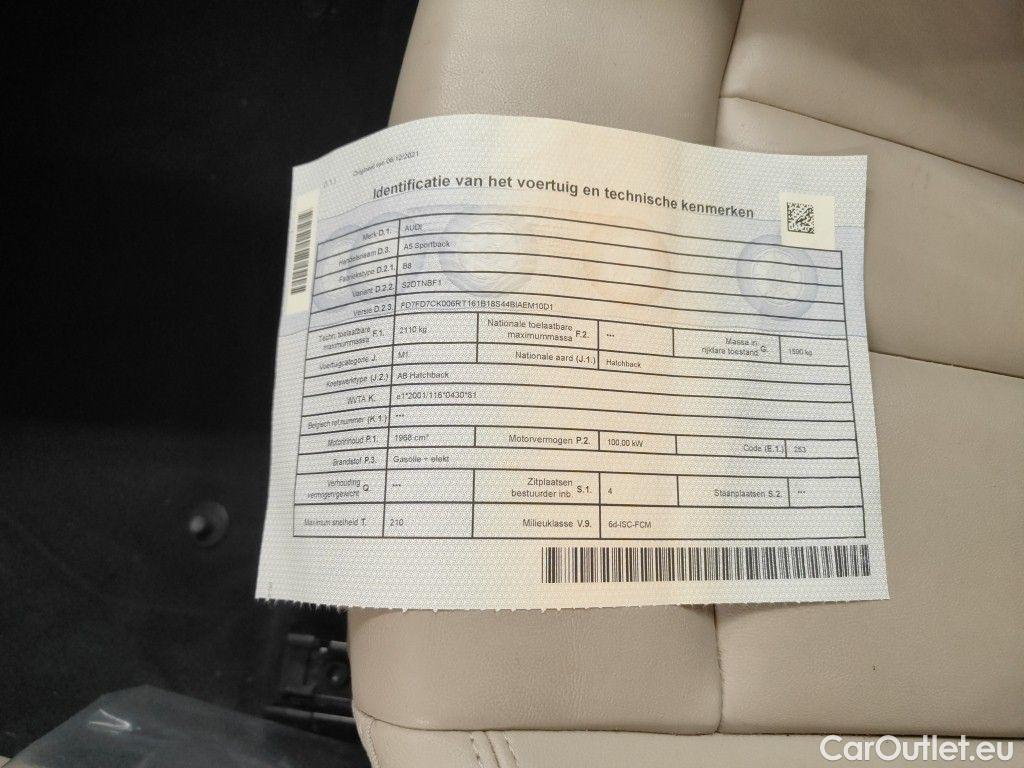 (1.1.) Origineel van 06/12/2021
Identificatie van het voertuig en technische kenmerken
Merk D.1. AUDI
Handelsnaam D.3. A5 Sportback
Fabriekstype D.2.1. B8
Variant D.2.2. S2DTNBF1
Versie D.2.3. FD7FD7CK006RT161B18S44BIAEM10D1
Techn. toelaatbare maximummassa F.1. 2110 kg Nationale toelaatbare maximummassa F.2. *** Massa in rijklare toestand G. 1590 kg
Voertuigcategorie J. M1 Nationale aard (J.1.) Hatchback
Koetswerktype (J.2.) AB Hatchback
WVTA K. e1*2001/116*0430*81
Belgisch ref.nummer (K.1.) ***
Motorinhoud P.1. 1968 cm³ Motorvermogen P.2. 100,00 kW Code (E.1.) 253
Brandstof P.3. Gasolie + elekt
Verhouding vermogen/gewicht Q. *** Zitplaatsen bestuurder inb. S.1. 4 Staanplaatsen S.2. ***
Maximum snelheid T. 210 Milieuklasse V.9. 6d-ISC-FCM
CarOutlet.eu